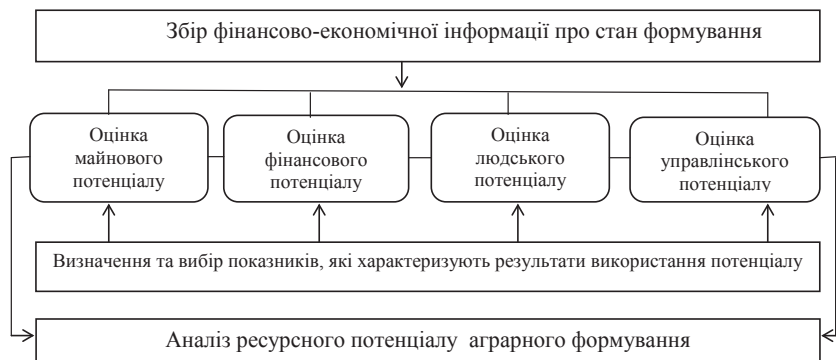 Збір фінансово-економічної інформації про стан формування
Оцінка
майнового
потенціалу
Оцінка
фінансового
потенціалу
Оцінка
людського
потенціалу
Оцінка
управлінського
потенціалу
Визначення та вибір показників, які характеризують результати використання потенціалу
Аналіз ресурсного потенціалу аграрного формування